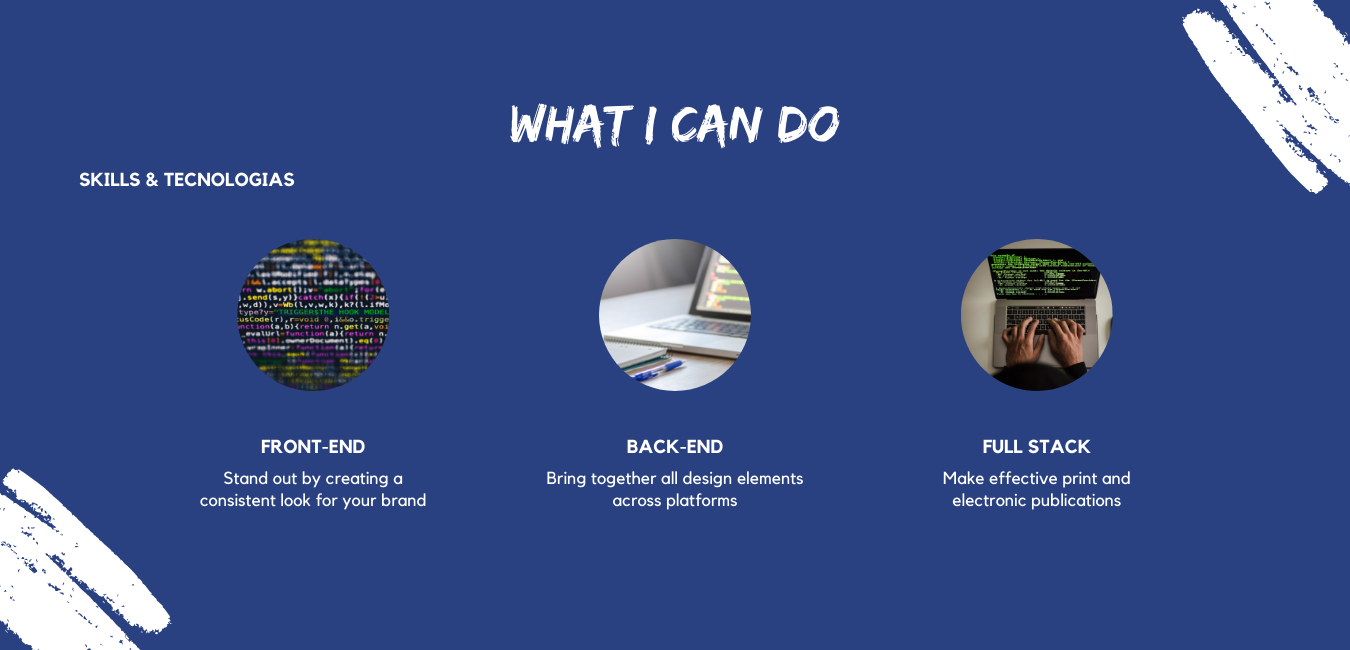 WHAT I CAN DO
SKILLS & TECNOLOGIAS
FRONT-END
Stand out by creating a
consistent look for your brand
BACK-END
Bring together all design elements
across platforms
FULL STACK
Make effective print and
electronic publications